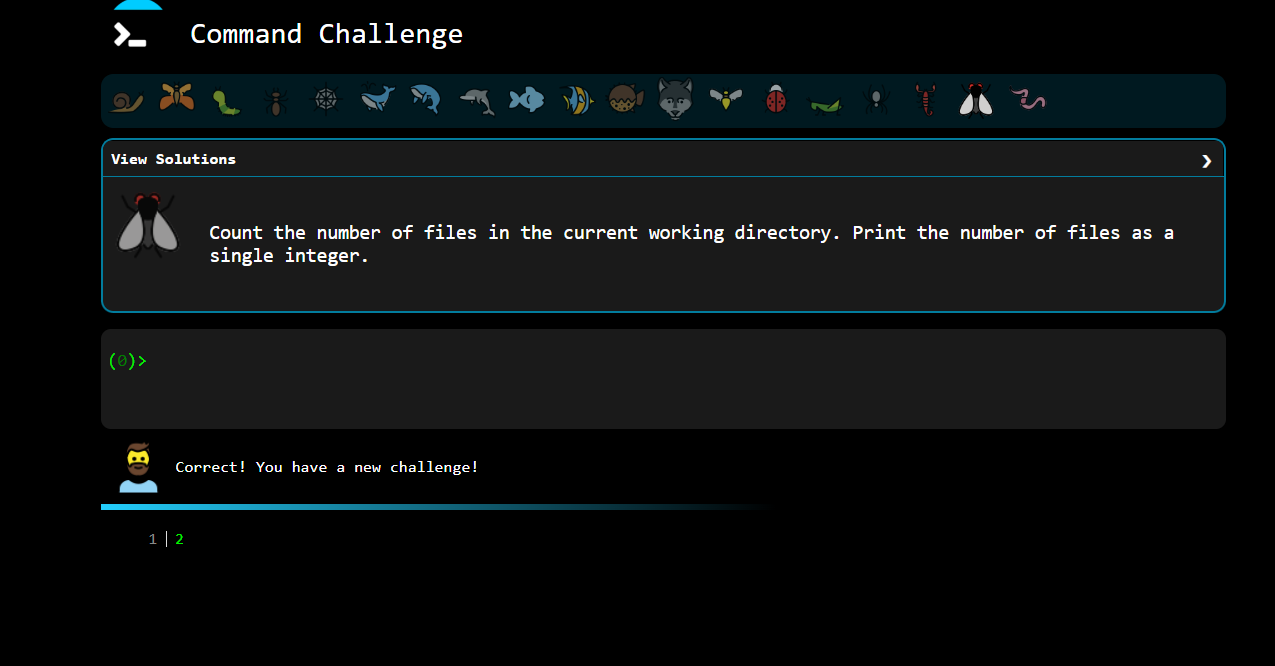 Command Challenge
View Solutions
Count the number of files in the current working directory. Print the number of files as a
single integer.
(0)>
Correct! You have a new challenge!
1 | 2